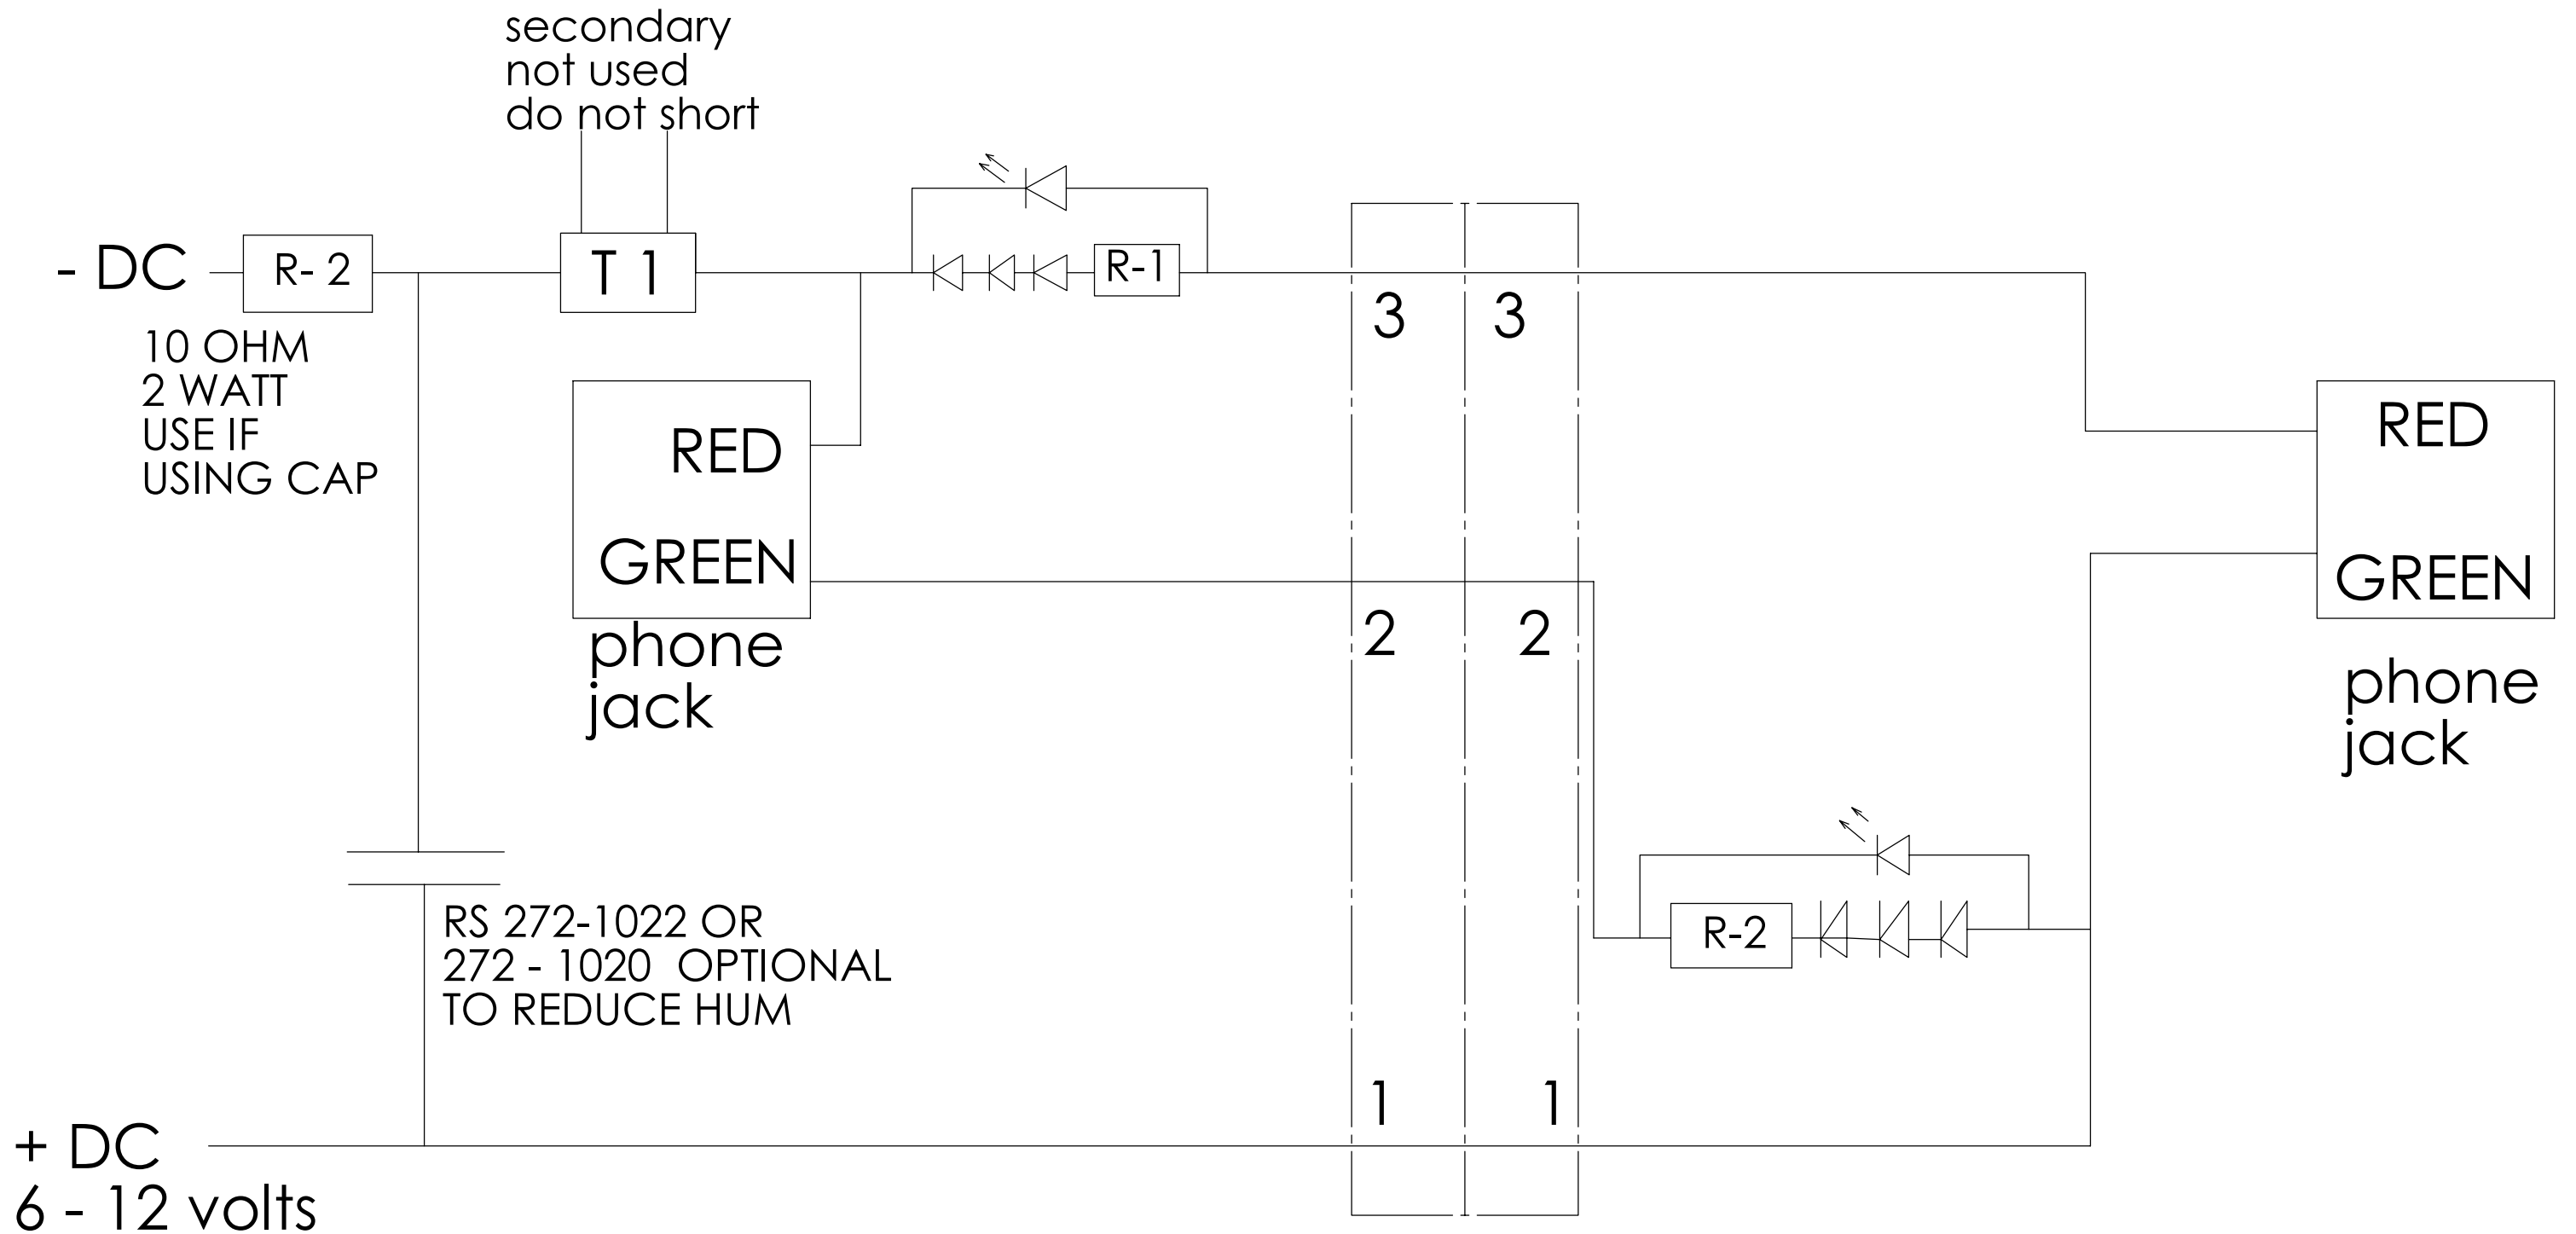 secondary
not used
do not short
- DC
R- 2
T 1
R-1
10 OHM
2 WATT
USE IF
USING CAP
3
3
RED
GREEN
phone
jack
RED
GREEN
phone
jack
2
2
R-2
RS 272-1022 OR
272 - 1020 OPTIONAL
TO REDUCE HUM
1
1
+ DC
6 - 12 volts